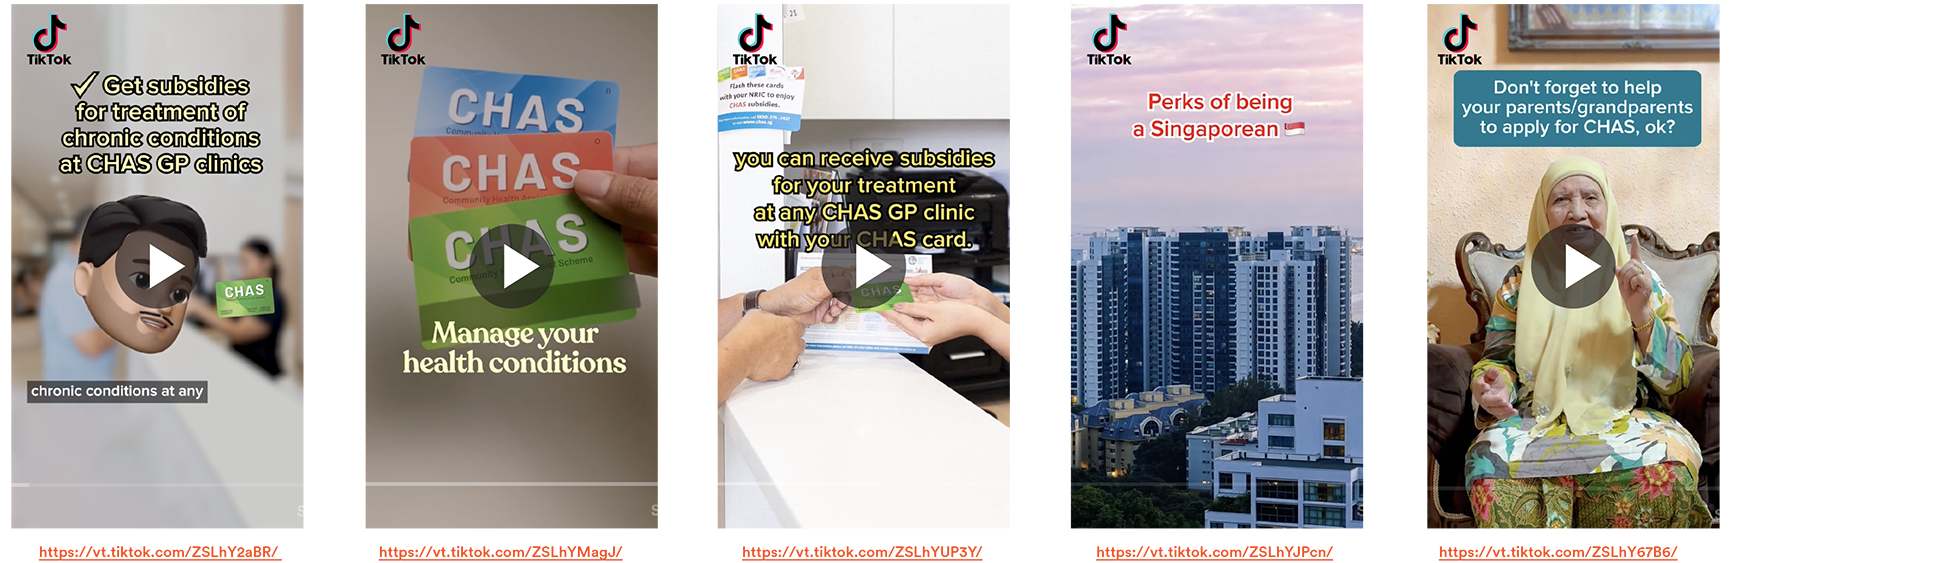 TikTok
✓ Get subsidies
for treatment of
chronic conditions
at CHAS GP clinics
CHAS
chronic conditions at any
https://vt.tiktok.com/ZSLhY2aBR/
TikTok
CHAS
CHAS
Community Health
CHAS
Community
Scheme
Manage your
health conditions
https://vt.tiktok.com/ZSLhYMagJ/
TikTok
Flash these cards
with your NRIC to enjoy
CHAS subsidies.
you can receive subsidies
for your treatment
at any CHAS GP clinic
with your CHAS card.
CHAS
https://vt.tiktok.com/ZSLhYUP3Y/
TikTok
Perks of being
a Singaporean 🇸🇬
https://vt.tiktok.com/ZSLhYJPcn/
TikTok
Don't forget to help
your parents/grandparents
to apply for CHAS, ok?
https://vt.tiktok.com/ZSLhY67B6/